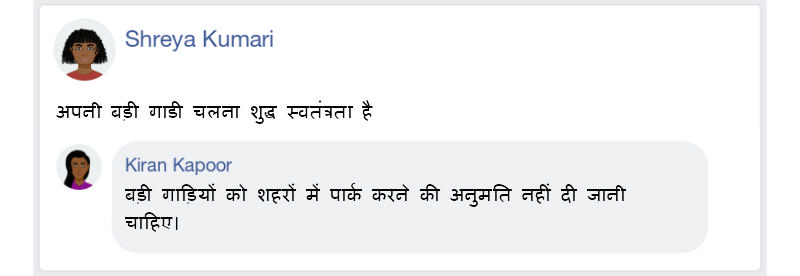 Shreya Kumari
अपनी बड़ी गाडी चलना शुद्ध स्वतंत्रता है
Kiran Kapoor
बड़ी गाड़ियों को शहरों में पार्क करने की अनुमति नहीं दी जानी
चाहिए।